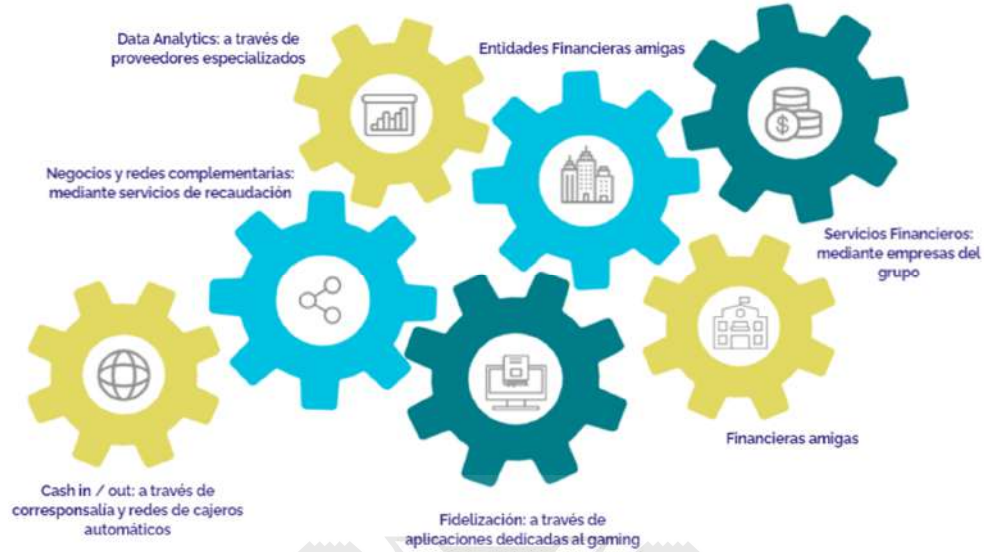 Data Analytics: a través de
proveedores especializados
Entidades Financieras amigas
Negocios y redes complementarias:
mediante servicios de recaudación
$
Servicios Financieros:
mediante empresas del
grupo
Financieras amigas
Cash in / out: a través de
corresponsalía y redes de cajeros
automáticos
Fidelización: a través de
aplicaciones dedicadas al gaming